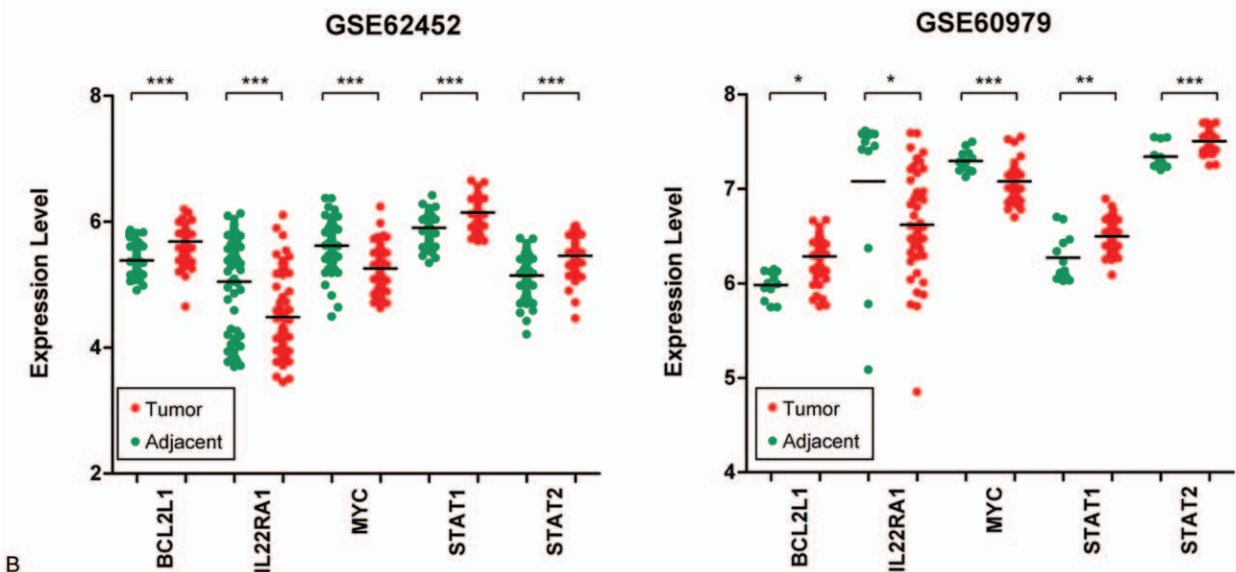 GSE62452
*** *** *** *** ***
8
6
4
2
Expression Level
Tumor
Adjacent
BCL2L1
IL22RA1
MYC
STAT1
STAT2
GSE60979
* * *** ** ***
8
7
6
5
4
Expression Level
Tumor
Adjacent
BCL2L1
IL22RA1
MYC
STAT1
STAT2
B